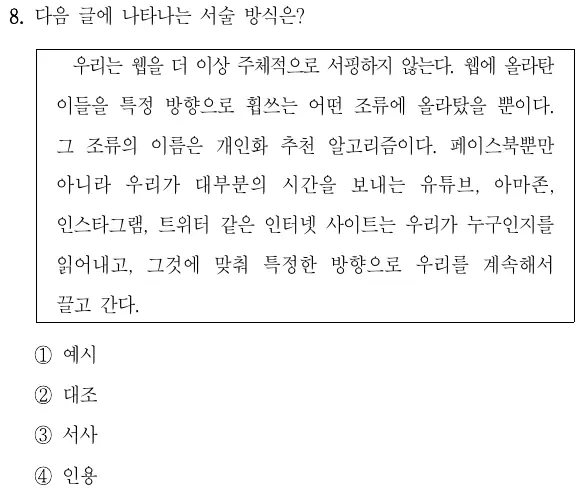 8. 다음 글에 나타나는 서술 방식은?
우리는 웹을 더 이상 주체적으로 서핑하지 않는다. 웹에 올라탄
이들을 특정 방향으로 휩쓰는 어떤 조류에 올라탔을 뿐이다.
그 조류의 이름은 개인화 추천 알고리즘이다. 페이스북뿐만
아니라 우리가 대부분의 시간을 보내는 유튜브, 아마존,
인스타그램, 트위터 같은 인터넷 사이트는 우리가 누구인지를
읽어내고, 그것에 맞춰 특정한 방향으로 우리를 계속해서
끌고 간다.
① 예시
② 대조
③ 서사
④ 인용